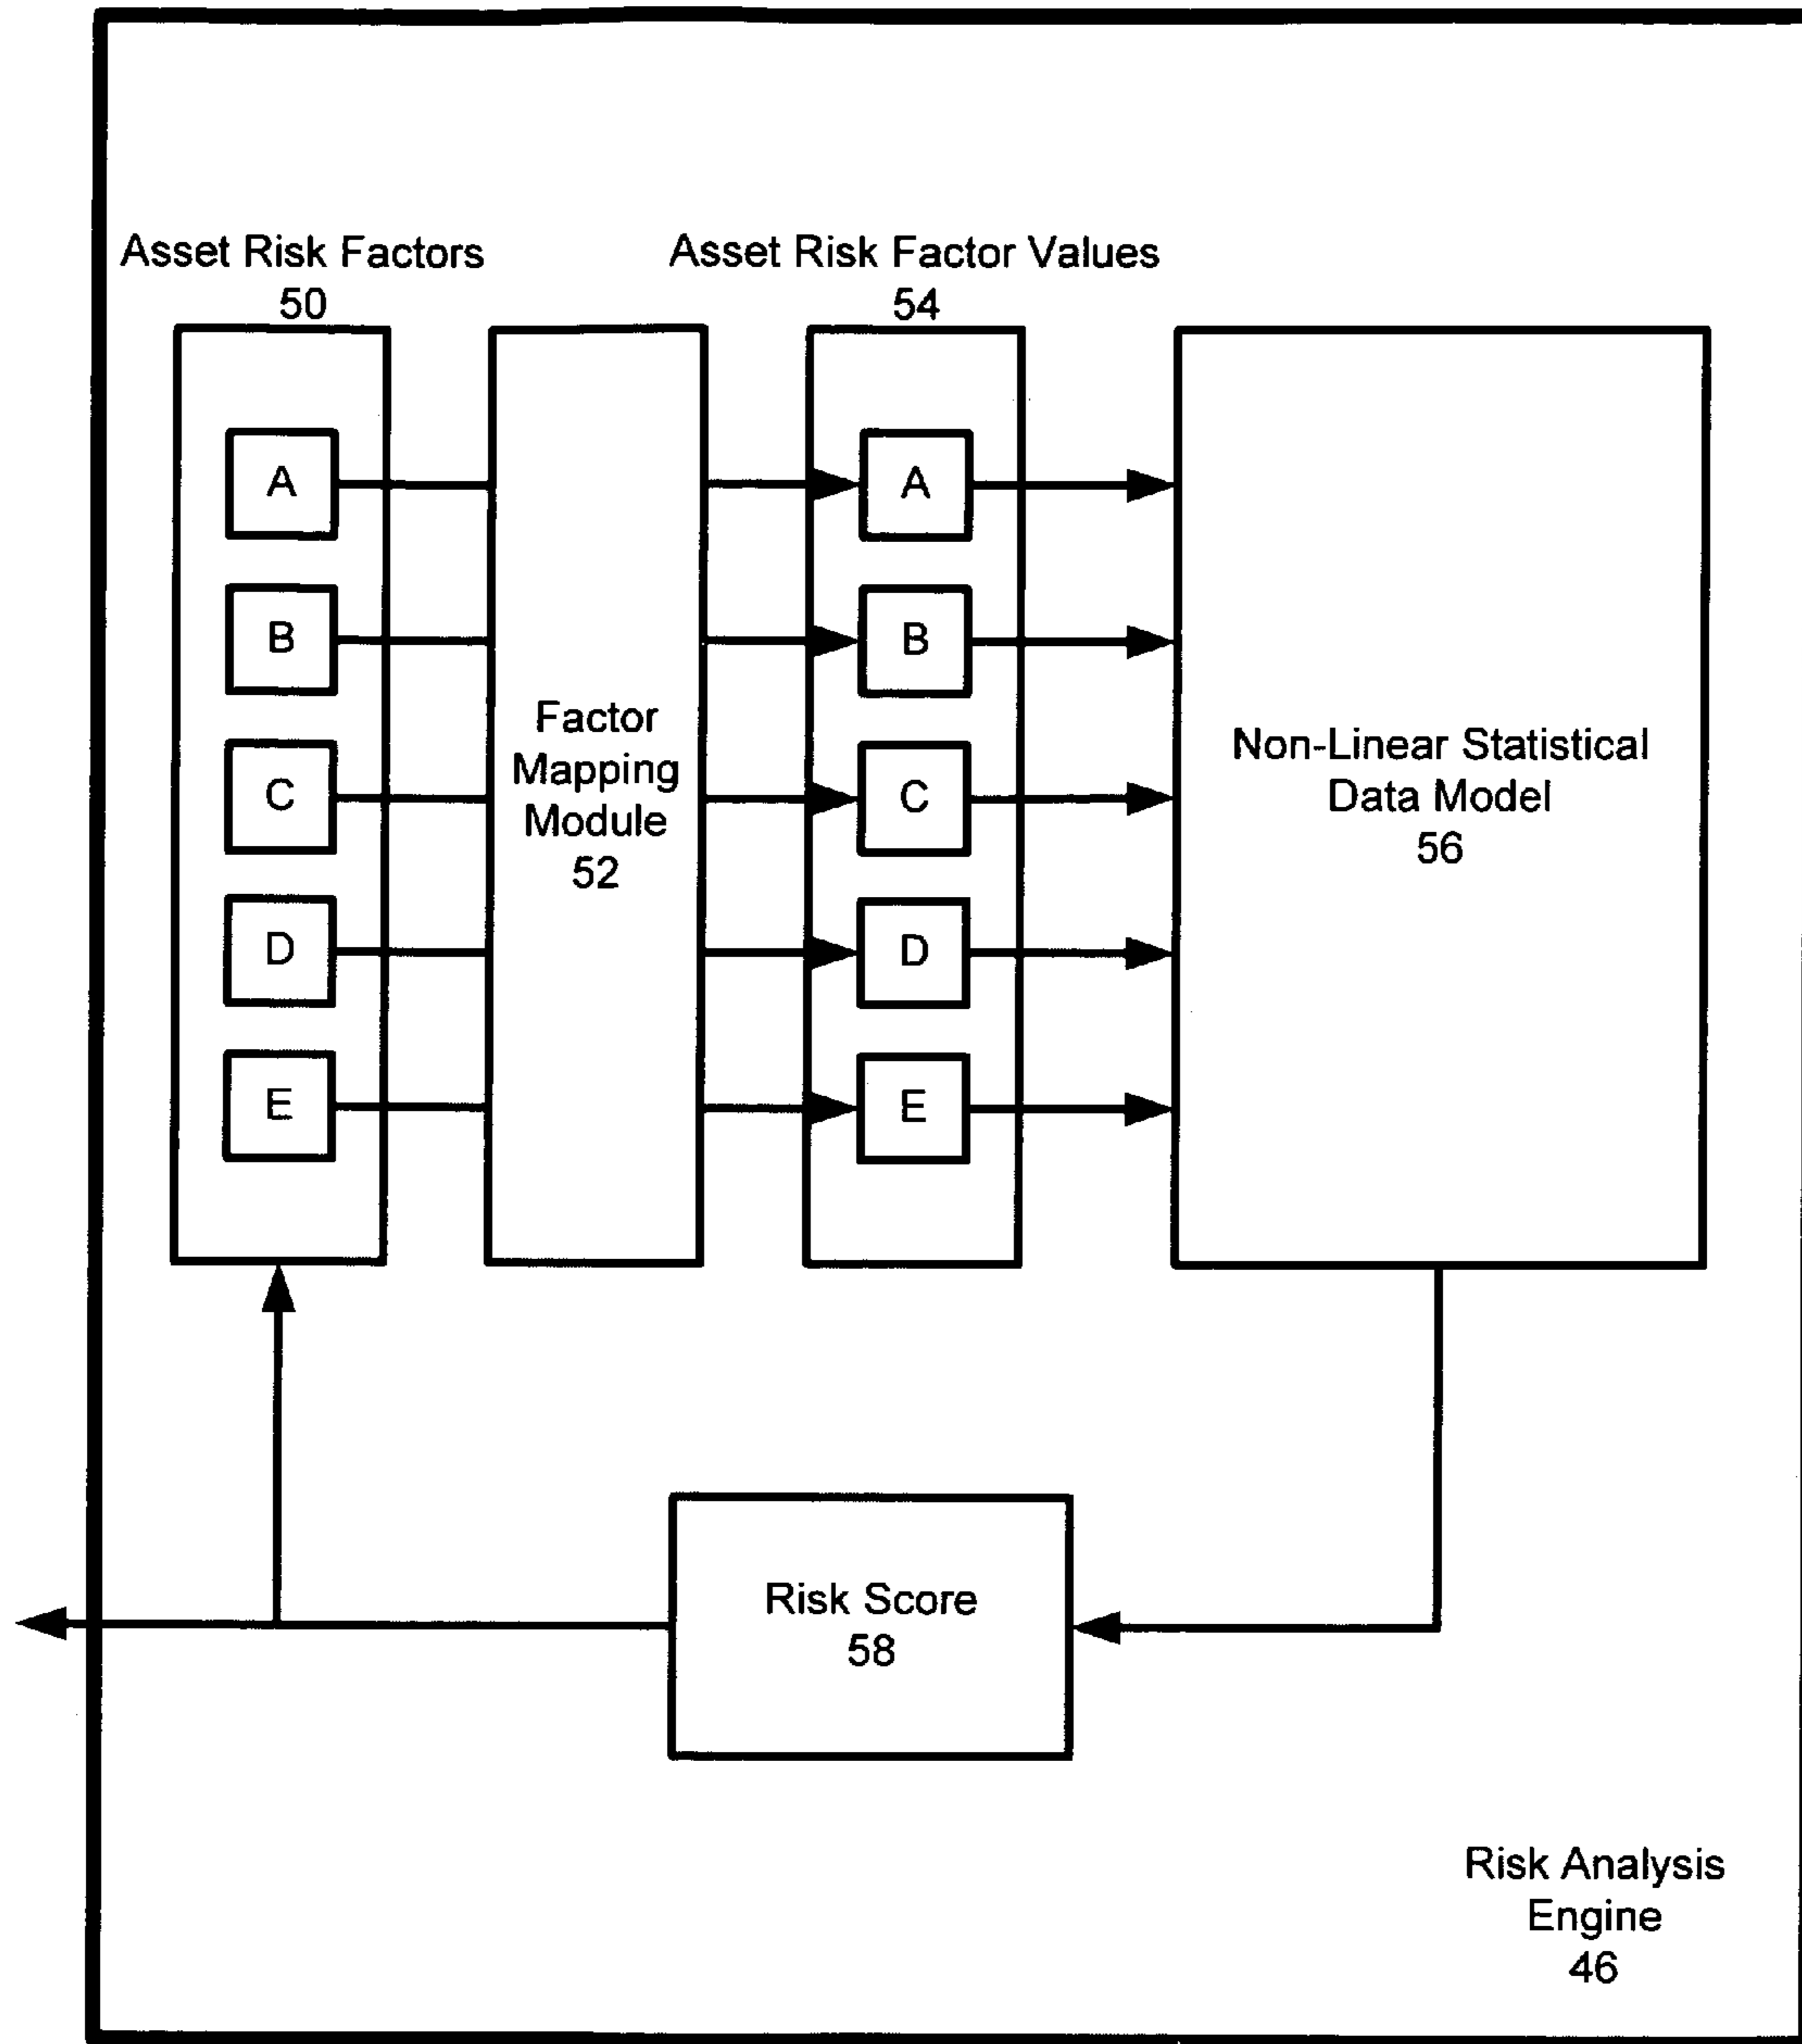 Asset Risk Factors
50
Asset Risk Factor Values
54
A
B
C
D
E
Factor
Mapping
Module
52
A
B
C
D
E
Non-Linear Statistical
Data Model
56
Risk Score
58
Risk Analysis
Engine
46